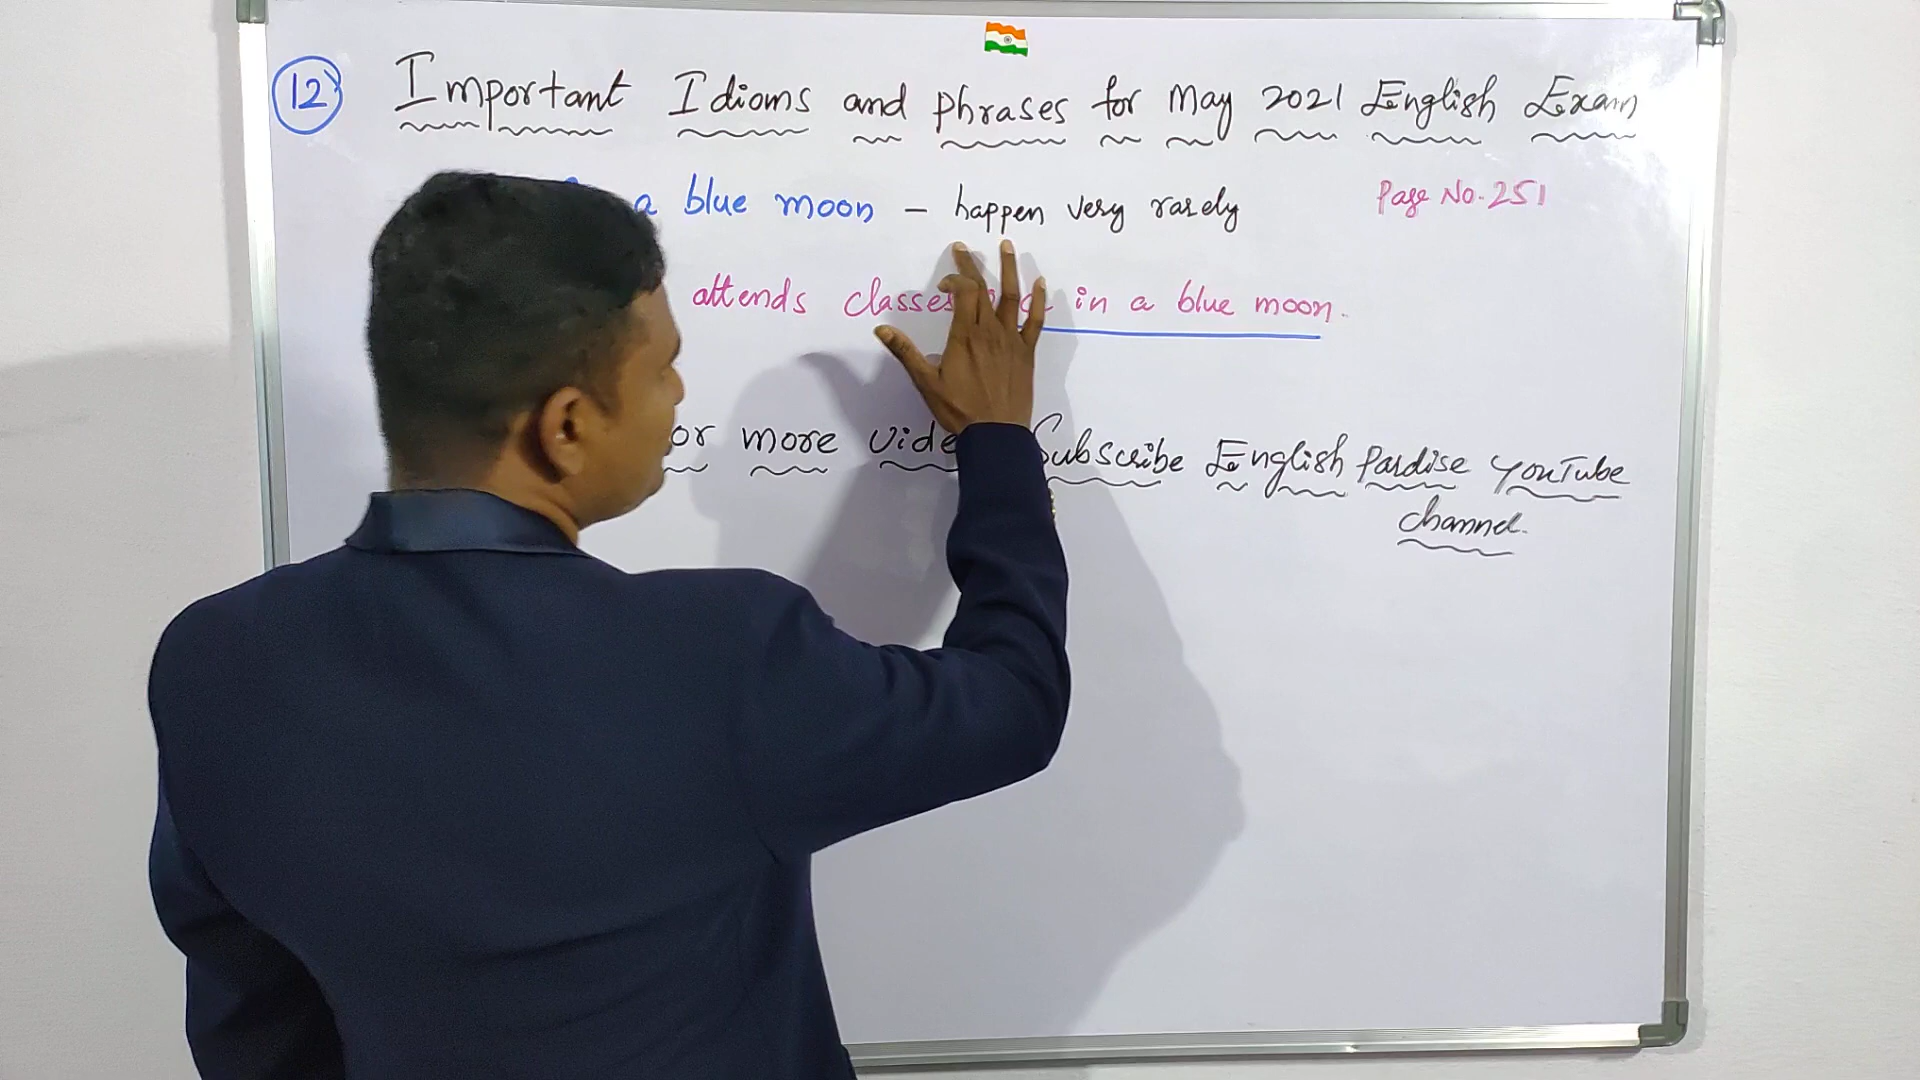 12 Important Idioms and phrases for May 2021 English Exam
a blue moon – happen very rarely
Page No. 251
attends classes in a blue moon.
or more vide Subscribe English Pardise YouTube
channel.